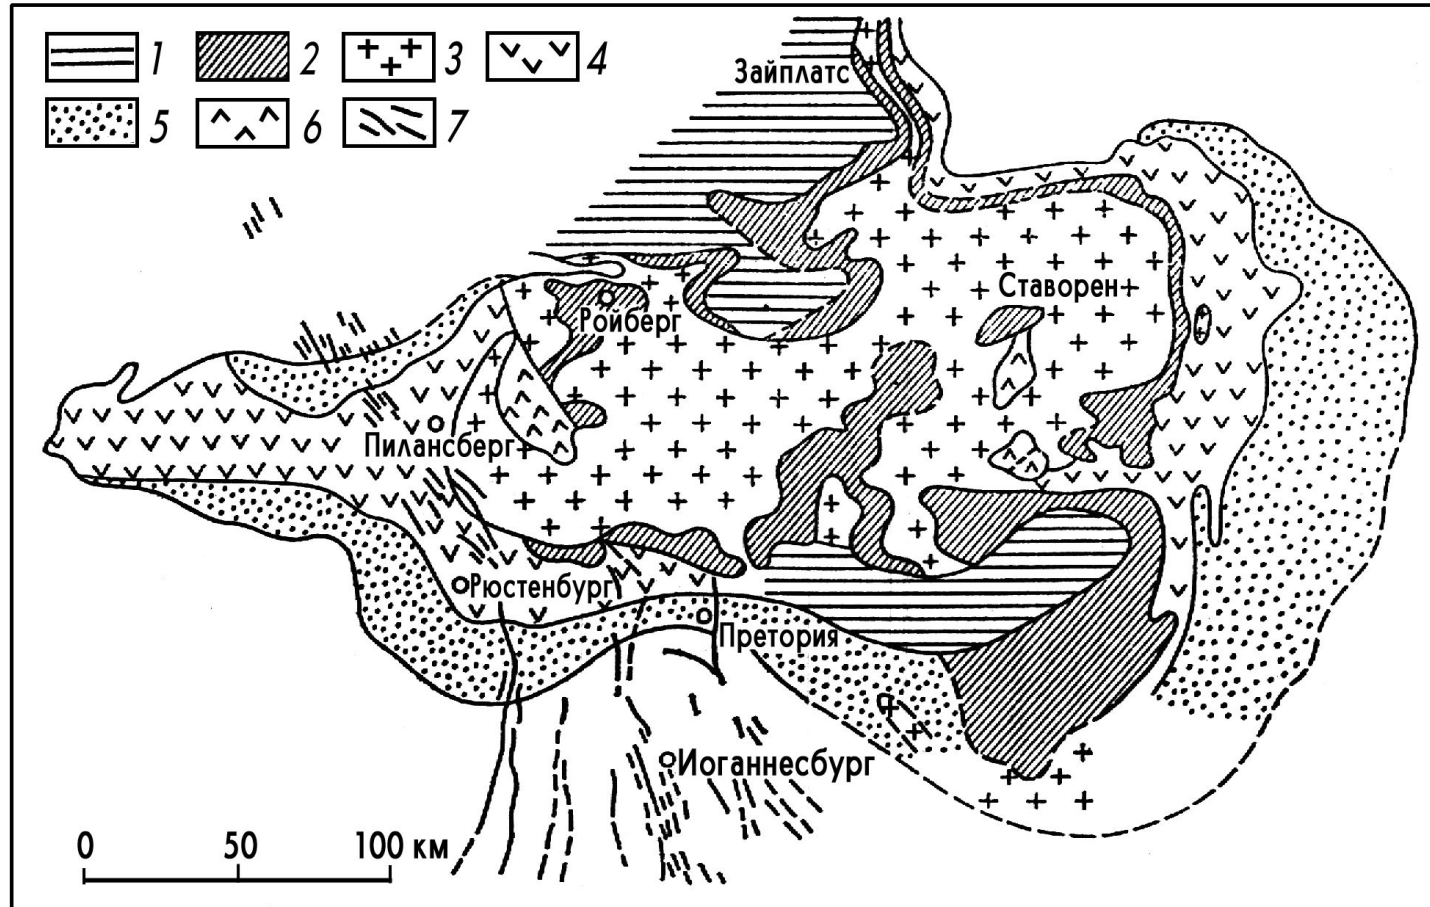 1 2 3 4
5 6 7
Зайплатс
Ставорен
Ройберг
Пилансберг
Рюстенбург
Претория
Иоганнесбург
0 50 100 км